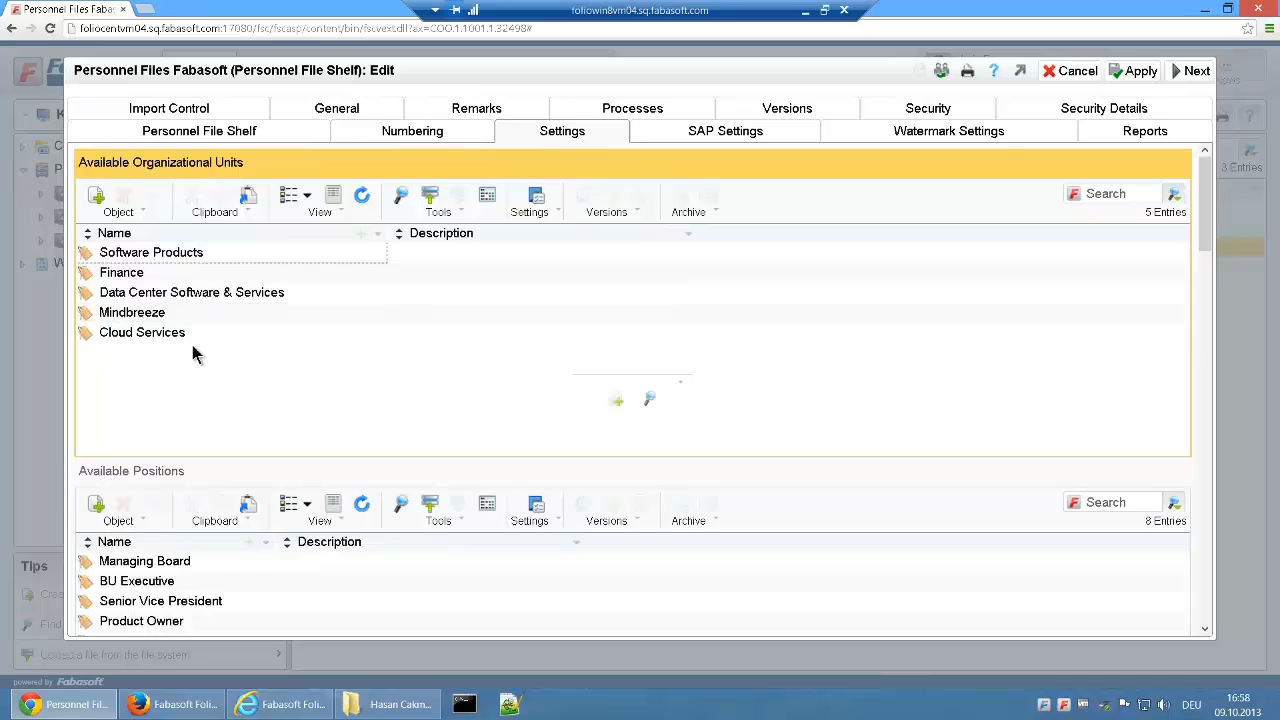 Personnel Files Fabasoft
foliowin8vm04.sq.fabasoft.com
foliocentvm04.sq.fabasoft.com:17080/fsc/fscasp/content/bin/fscvext.dll?ax=COO.1.1001.1.32498#
Personnel Files Fabasoft (Personnel File Shelf): Edit
Cancel
Apply
Next
Import Control
General
Remarks
Processes
Versions
Security
Security Details
Personnel File Shelf
Numbering
Settings
SAP Settings
Watermark Settings
Reports
3 Entries
Available Organizational Units
Object
Clipboard
View
Tools
Settings
Versions
Archive
Search
5 Entries
Name
Description
Software Products
Finance
Data Center Software & Services
Mindbreeze
Cloud Services
Available Positions
Object
Clipboard
View
Tools
Settings
Versions
Archive
Search
8 Entries
Name
Description
Managing Board
BU Executive
Senior Vice President
Product Owner
Tips
powered by Fabasoft
Personnel Fil...
Fabasoft Foli...
Fabasoft Foli...
Hasan Cakm...
DEU
16:58
09.10.2013